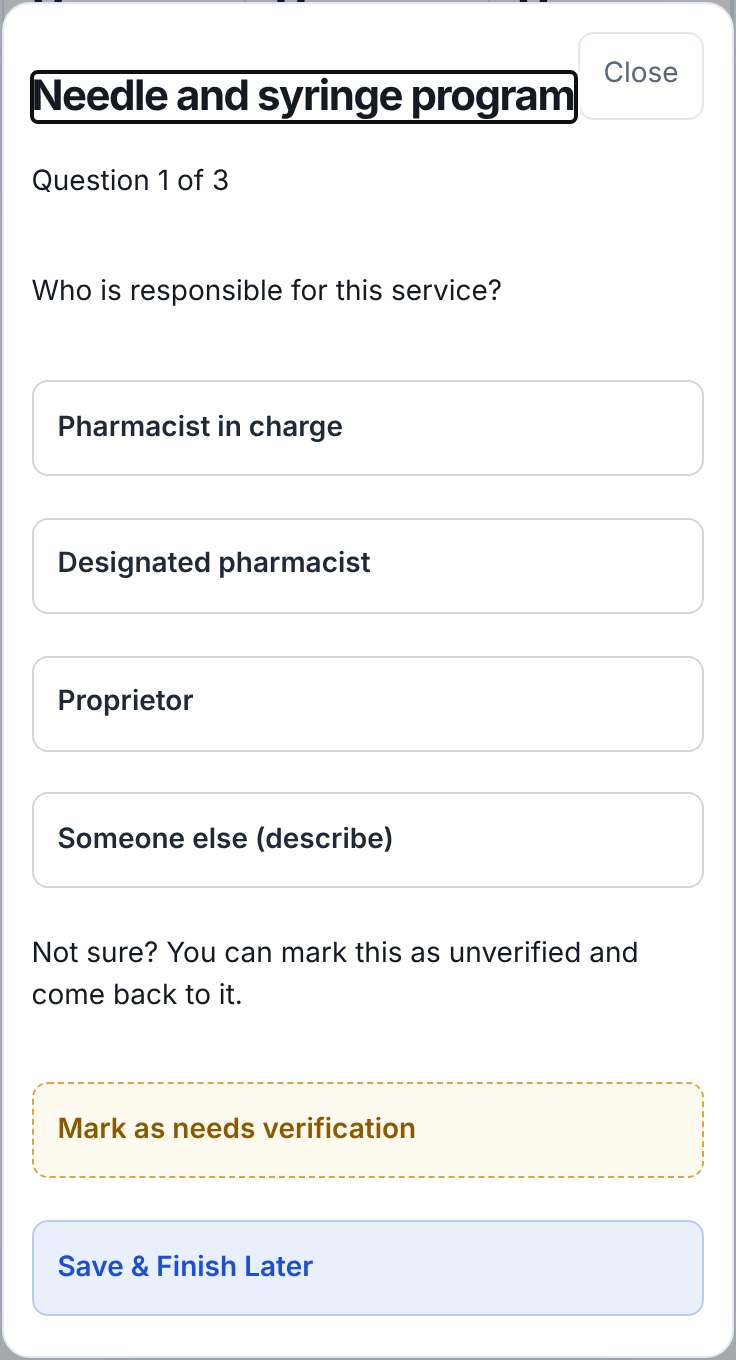 Needle and syringe program
Close
Question 1 of 3
Who is responsible for this service?
Pharmacist in charge
Designated pharmacist
Proprietor
Someone else (describe)
Not sure? You can mark this as unverified and
come back to it.
Mark as needs verification
Save & Finish Later